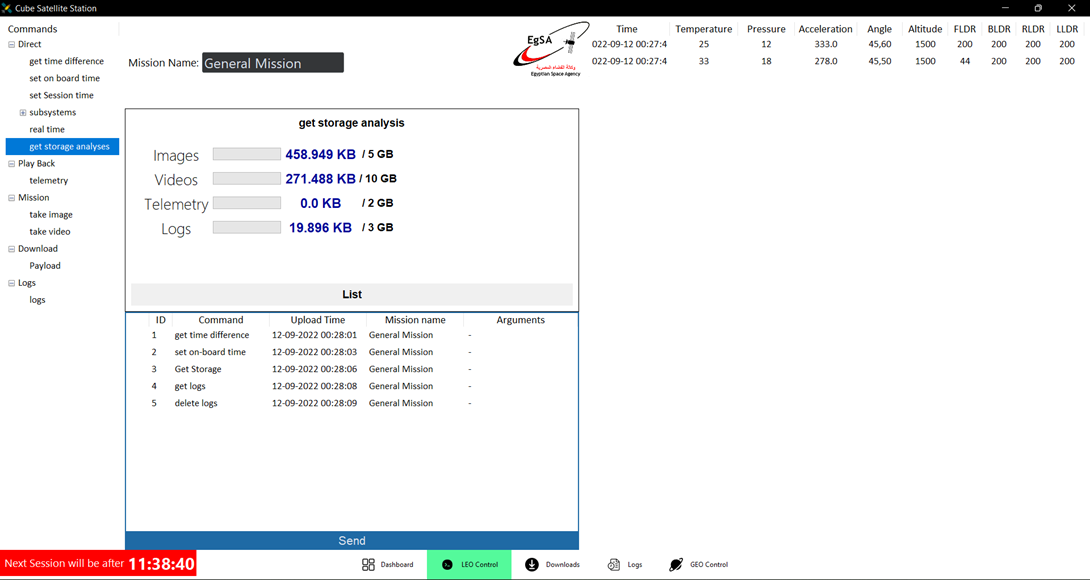 Cube Satellite Station
Commands
Direct
get time difference
set on board time
set Session time
subsystems
real time
get storage analyses
Play Back
telemetry
Mission
take image
take video
Download
Payload
Logs
logs
Mission Name: General Mission
EgSA
وكالة الفضاء المصرية
Egyptian Space Agency
Time Temperature Pressure Acceleration Angle Altitude FLDR BLDR RLDR LLDR
022-09-12 00:27:4 25 12 333.0 45,60 1500 200 200 200 200
022-09-12 00:27:4 33 18 278.0 45,50 1500 44 200 200 200
get storage analysis
Images 458.949 KB / 5 GB
Videos 271.488 KB / 10 GB
Telemetry 0.0 KB / 2 GB
Logs 19.896 KB / 3 GB
List
ID Command Upload Time Mission name Arguments
1 get time difference 12-09-2022 00:28:01 General Mission -
2 set on-board time 12-09-2022 00:28:03 General Mission -
3 Get Storage 12-09-2022 00:28:06 General Mission -
4 get logs 12-09-2022 00:28:08 General Mission -
5 delete logs 12-09-2022 00:28:09 General Mission -
Send
Next Session will be after 11:38:40
Dashboard LEO Control Downloads Logs GEO Control